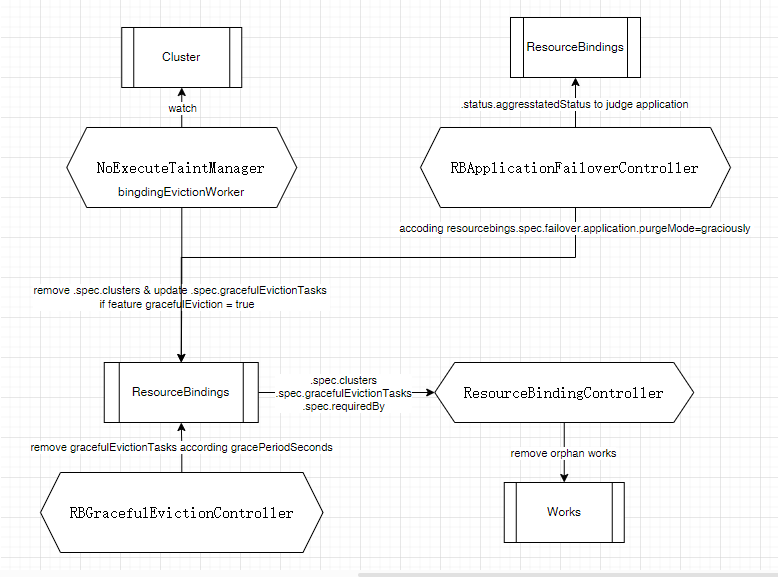 Cluster
ResourceBindings
watch
.status.aggresstatedStatus to judge application
NoExecuteTaintManager
bingdingEvictionWorker
RBApplicationFailoverController
accoding resourcebings.spec.failover.application.purgeMode=graciously
remove .spec.clusters & update .spec.gracefulEvictionTasks
if feature gracefulEviction = true
ResourceBindings
.spec.clusters
.spec.gracefulEvictionTasks
.spec.requiredBy
ResourceBindingController
remove gracefulEvictionTasks according gracePeriodSeconds
remove orphan works
RBGracefulEvictionController
Works